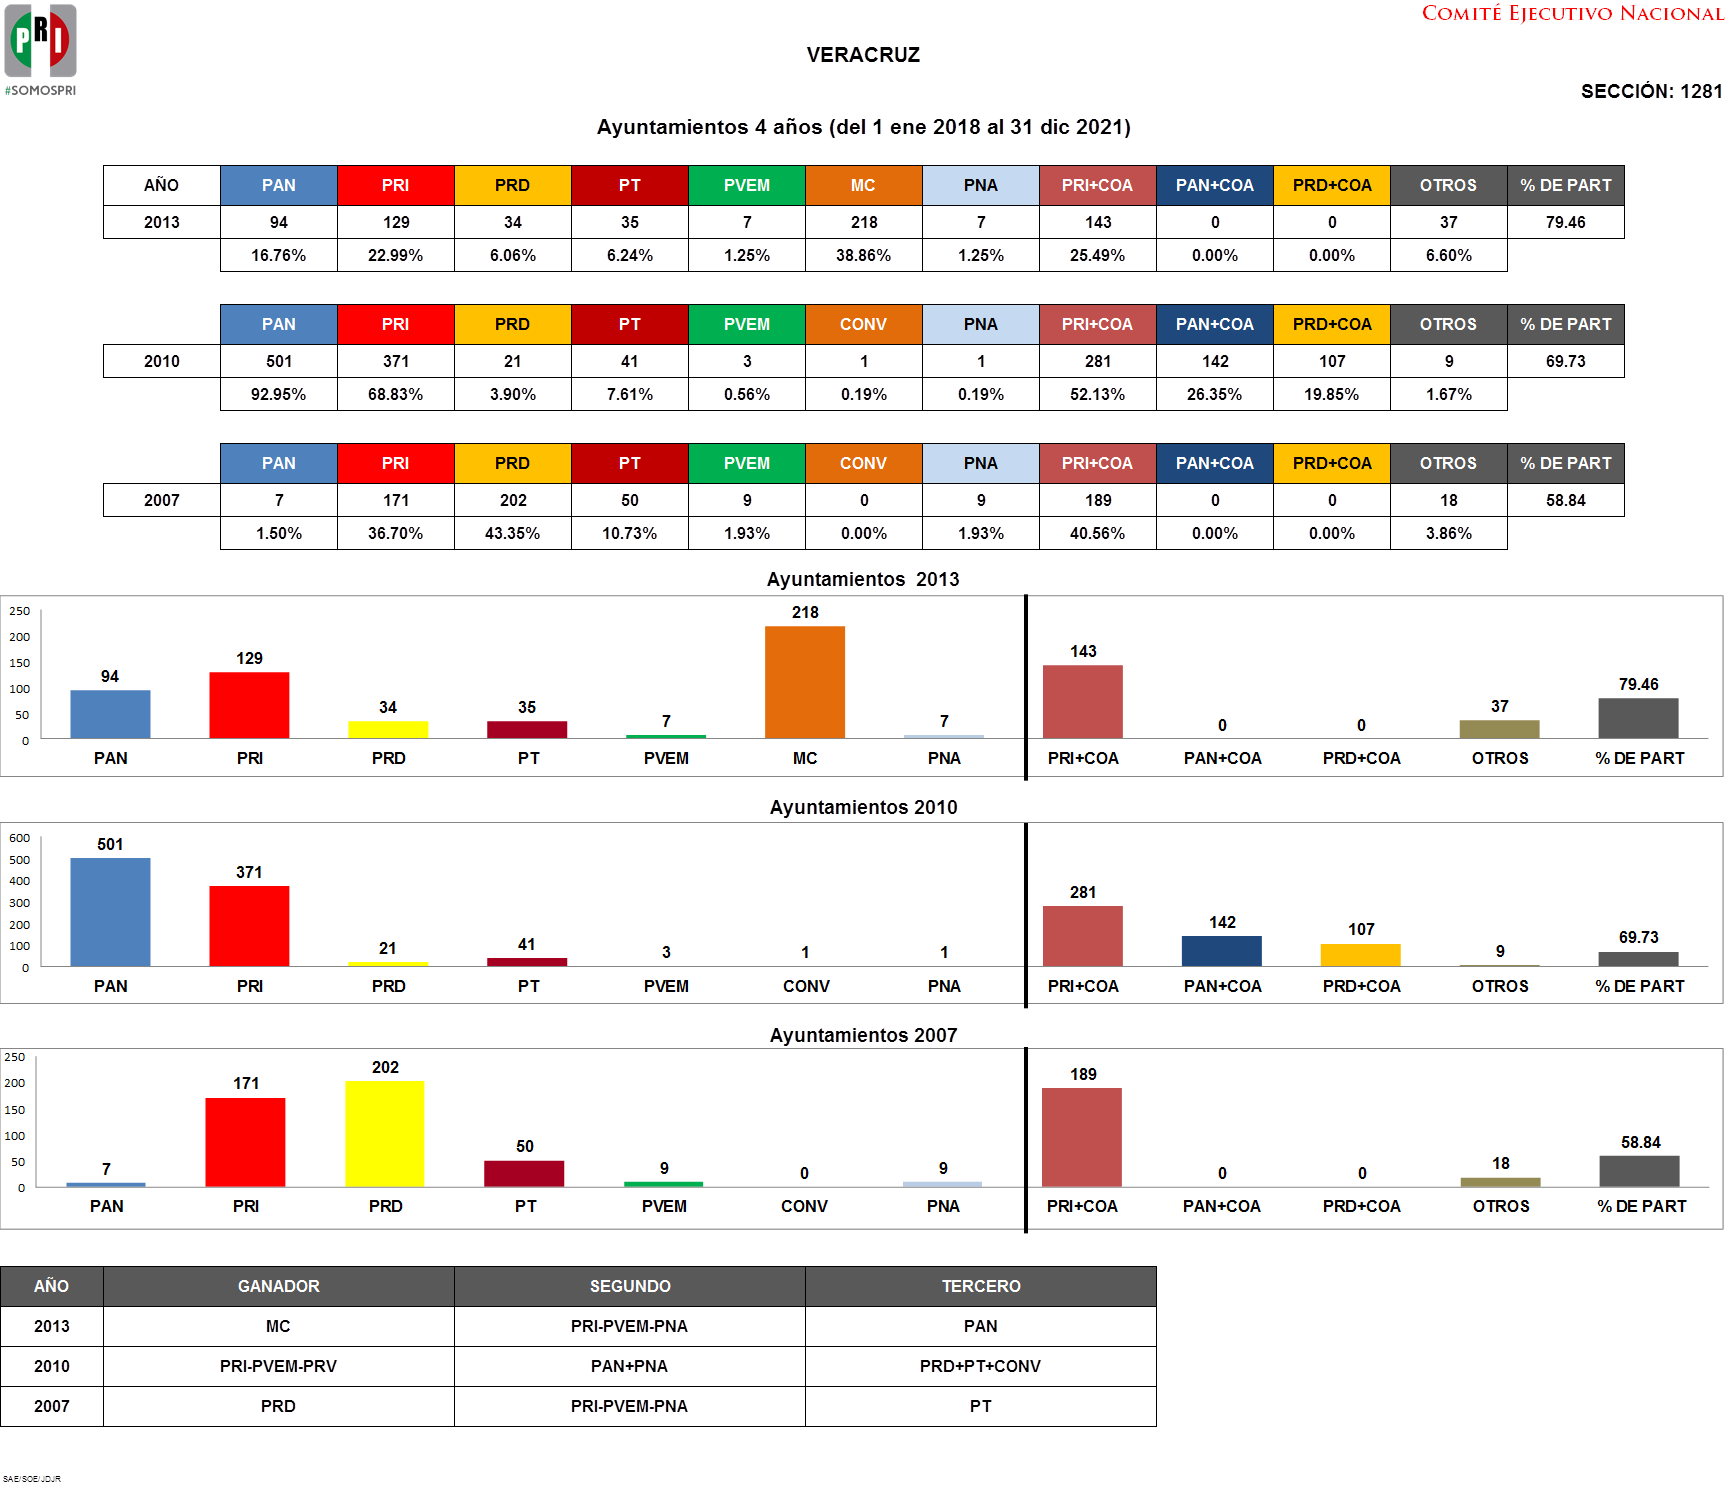 COMITÉ EJECUTIVO NACIONAL
PRI
#SOMOSPRI
VERACRUZ
SECCIÓN: 1281
Ayuntamientos 4 años (del 1 ene 2018 al 31 dic 2021)
AÑO PAN PRI PRD PT PVEM MC PNA PRI+COA PAN+COA PRD+COA OTROS % DE PART
2013 94 129 34 35 7 218 7 143 0 0 37 79.46
16.76% 22.99% 6.06% 6.24% 1.25% 38.86% 1.25% 25.49% 0.00% 0.00% 6.60%
PAN PRI PRD PT PVEM CONV PNA PRI+COA PAN+COA PRD+COA OTROS % DE PART
2010 501 371 21 41 3 1 1 281 142 107 9 69.73
92.95% 68.83% 3.90% 7.61% 0.56% 0.19% 0.19% 52.13% 26.35% 19.85% 1.67%
PAN PRI PRD PT PVEM CONV PNA PRI+COA PAN+COA PRD+COA OTROS % DE PART
2007 7 171 202 50 9 0 9 189 0 0 18 58.84
1.50% 36.70% 43.35% 10.73% 1.93% 0.00% 1.93% 40.56% 0.00% 0.00% 3.86%
Ayuntamientos 2013
250
200
150
100
50
0
94 129 34 35 7 218 7 143 0 0 37 79.46
PAN PRI PRD PT PVEM MC PNA PRI+COA PAN+COA PRD+COA OTROS % DE PART
Ayuntamientos 2010
600
500
400
300
200
100
0
501 371 21 41 3 1 1 281 142 107 9 69.73
PAN PRI PRD PT PVEM CONV PNA PRI+COA PAN+COA PRD+COA OTROS % DE PART
Ayuntamientos 2007
250
200
150
100
50
0
7 171 202 50 9 0 9 189 0 0 18 58.84
PAN PRI PRD PT PVEM CONV PNA PRI+COA PAN+COA PRD+COA OTROS % DE PART
AÑO GANADOR SEGUNDO TERCERO
2013 MC PRI-PVEM-PNA PAN
2010 PRI-PVEM-PRV PAN+PNA PRD+PT+CONV
2007 PRD PRI-PVEM-PNA PT
SAE/SOE/JDJR